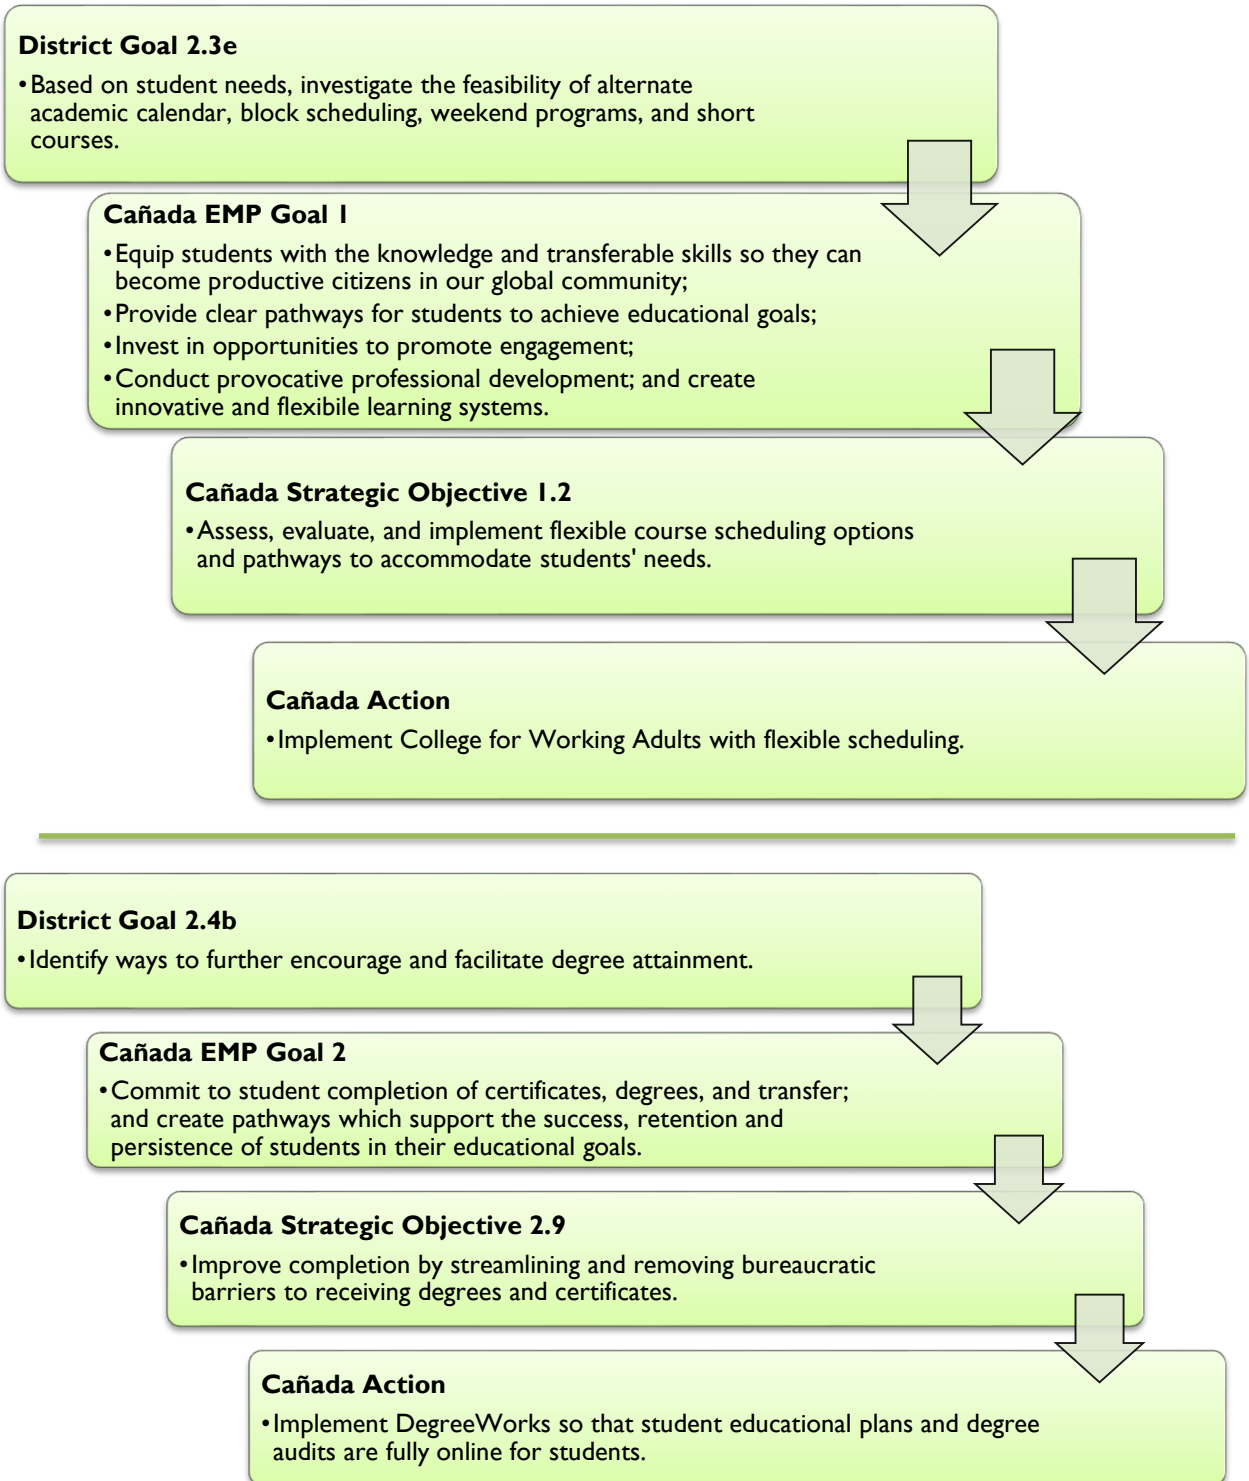 District Goal 2.3e
•Based on student needs, investigate the feasibility of alternate
academic calendar, block scheduling, weekend programs, and short
courses.
Cañada EMP Goal 1
•Equip students with the knowledge and transferable skills so they can
become productive citizens in our global community;
•Provide clear pathways for students to achieve educational goals;
•Invest in opportunities to promote engagement;
•Conduct provocative professional development; and create
innovative and flexibile learning systems.
Cañada Strategic Objective 1.2
•Assess, evaluate, and implement flexible course scheduling options
and pathways to accommodate students' needs.
Cañada Action
•Implement College for Working Adults with flexible scheduling.
District Goal 2.4b
•Identify ways to further encourage and facilitate degree attainment.
Cañada EMP Goal 2
•Commit to student completion of certificates, degrees, and transfer;
and create pathways which support the success, retention and
persistence of students in their educational goals.
Cañada Strategic Objective 2.9
•Improve completion by streamlining and removing bureaucratic
barriers to receiving degrees and certificates.
Cañada Action
•Implement DegreeWorks so that student educational plans and degree
audits are fully online for students.